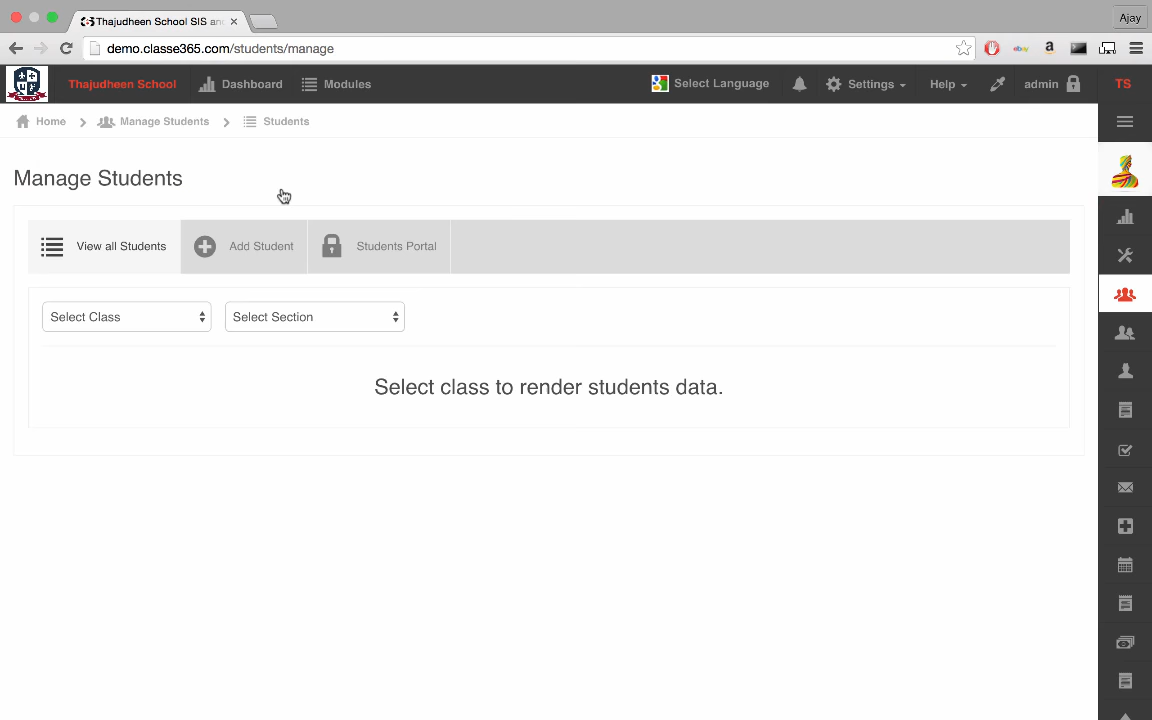 Thajudheen School SIS an
Ajay
demo.classe365.com/students/manage
ebay
a
Thajudheen School
Dashboard
Modules
Select Language
Settings
Help
admin
TS
Home
Manage Students
Students
Manage Students
View all Students
Add Student
Students Portal
Select Class
Select Section
Select class to render students data.